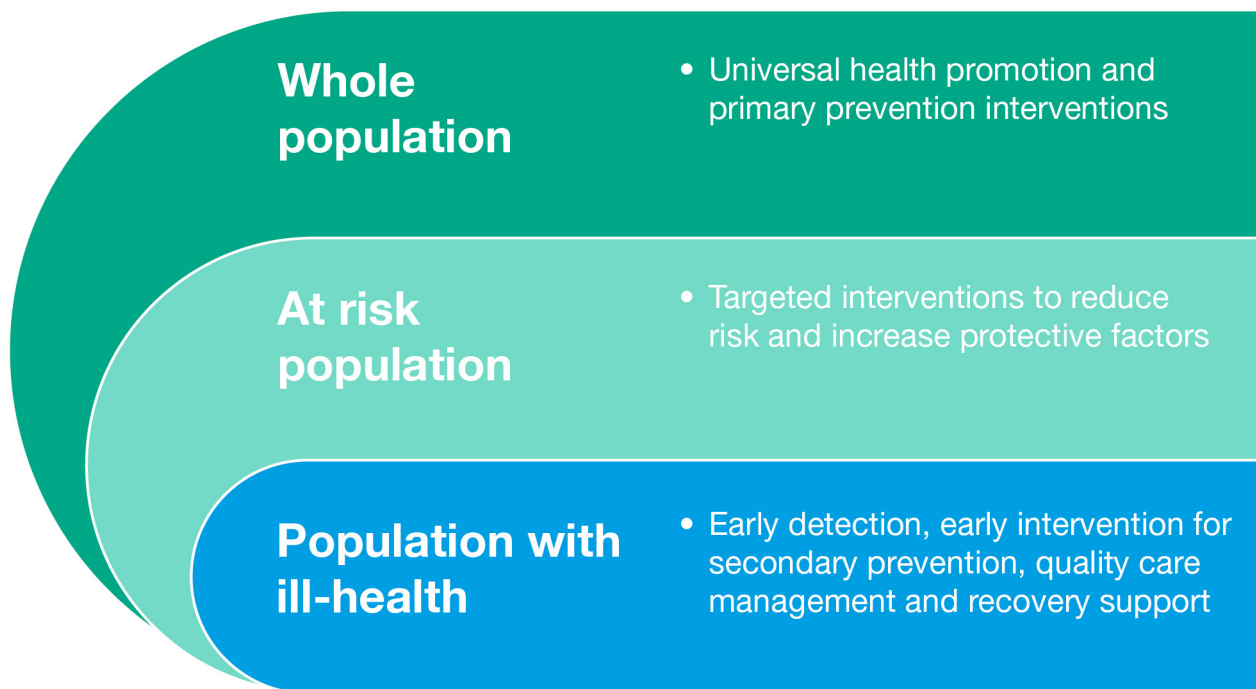 Whole
population
• Universal health promotion and
primary prevention interventions
At risk
population
• Targeted interventions to reduce
risk and increase protective factors
Population with
ill-health
• Early detection, early intervention for
secondary prevention, quality care
management and recovery support